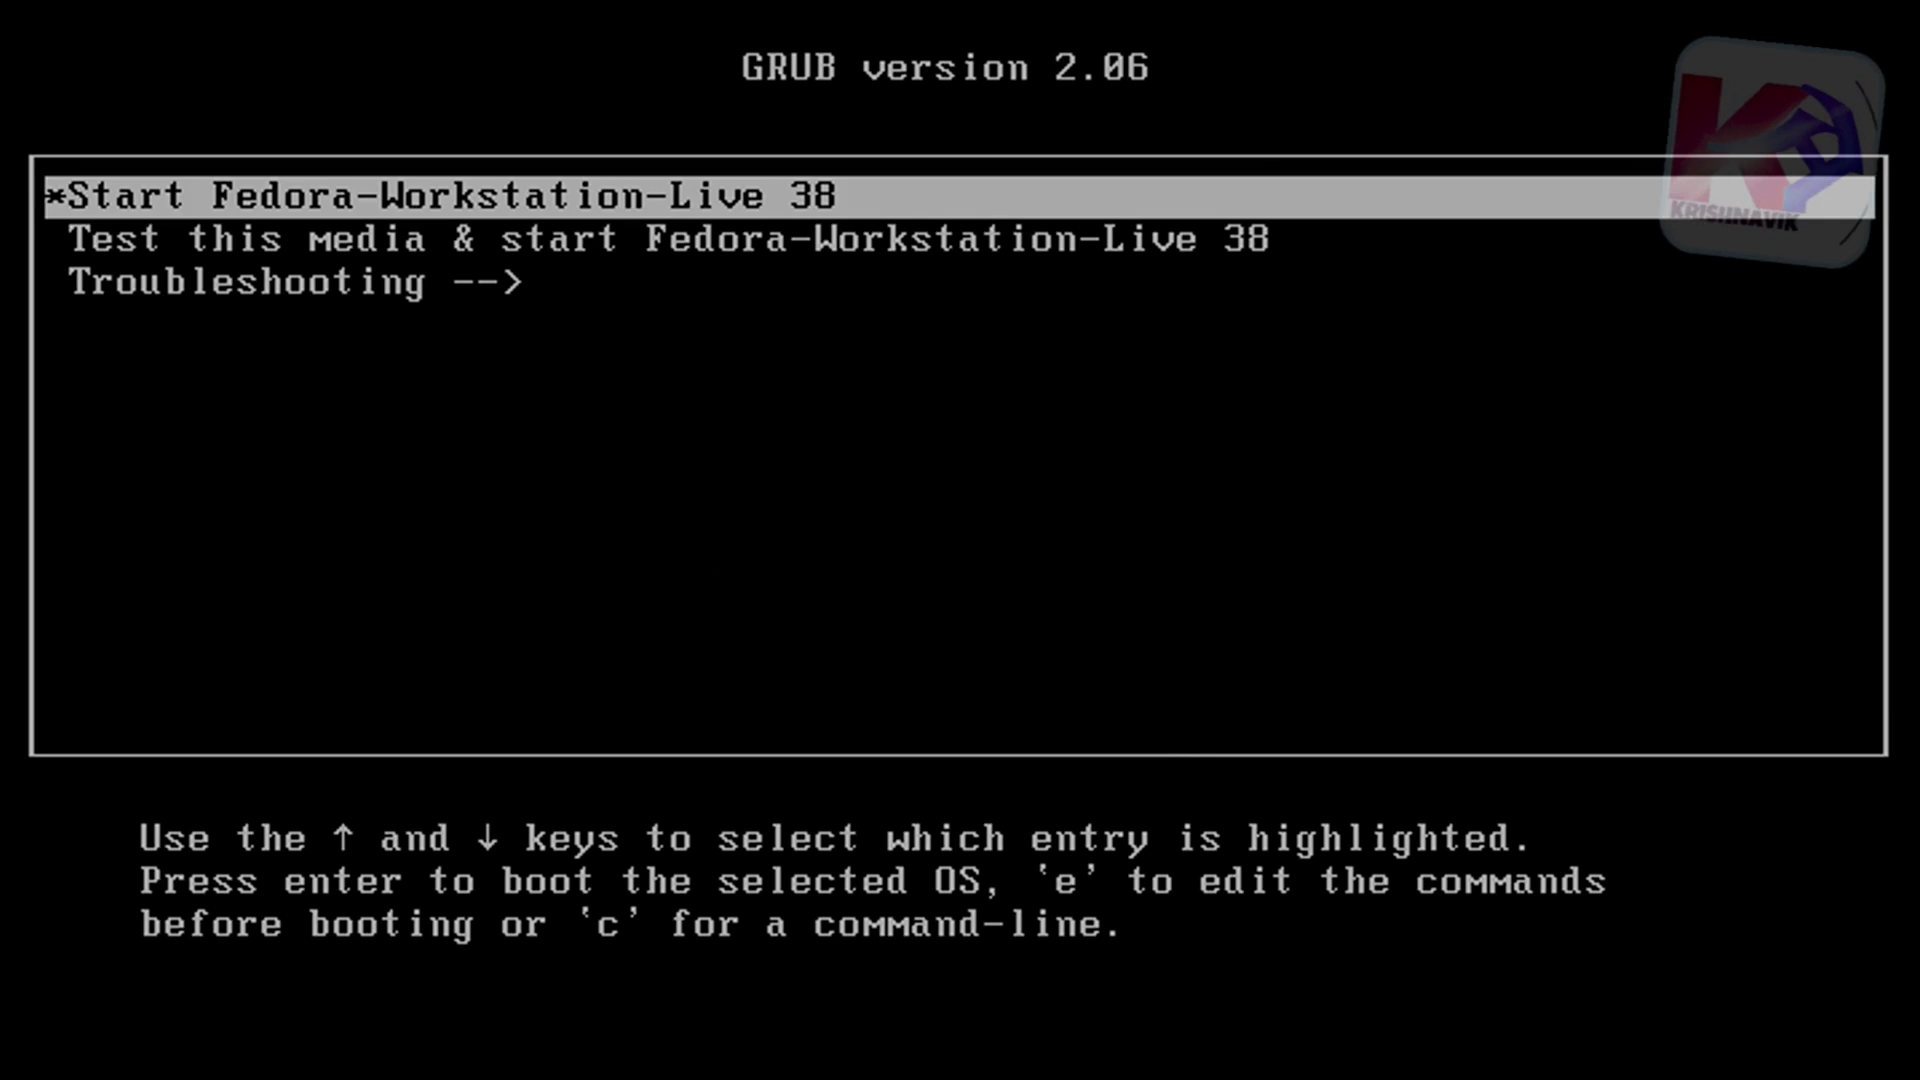 GRUB version 2.06
*Start Fedora-Workstation-Live 38
Test this media & start Fedora-Workstation-Live 38
Troubleshooting -->
KRISHNAVIK
Use the ↑ and ↓ keys to select which entry is highlighted.
Press enter to boot the selected OS, `e' to edit the commands
before booting or `c' for a command-line.